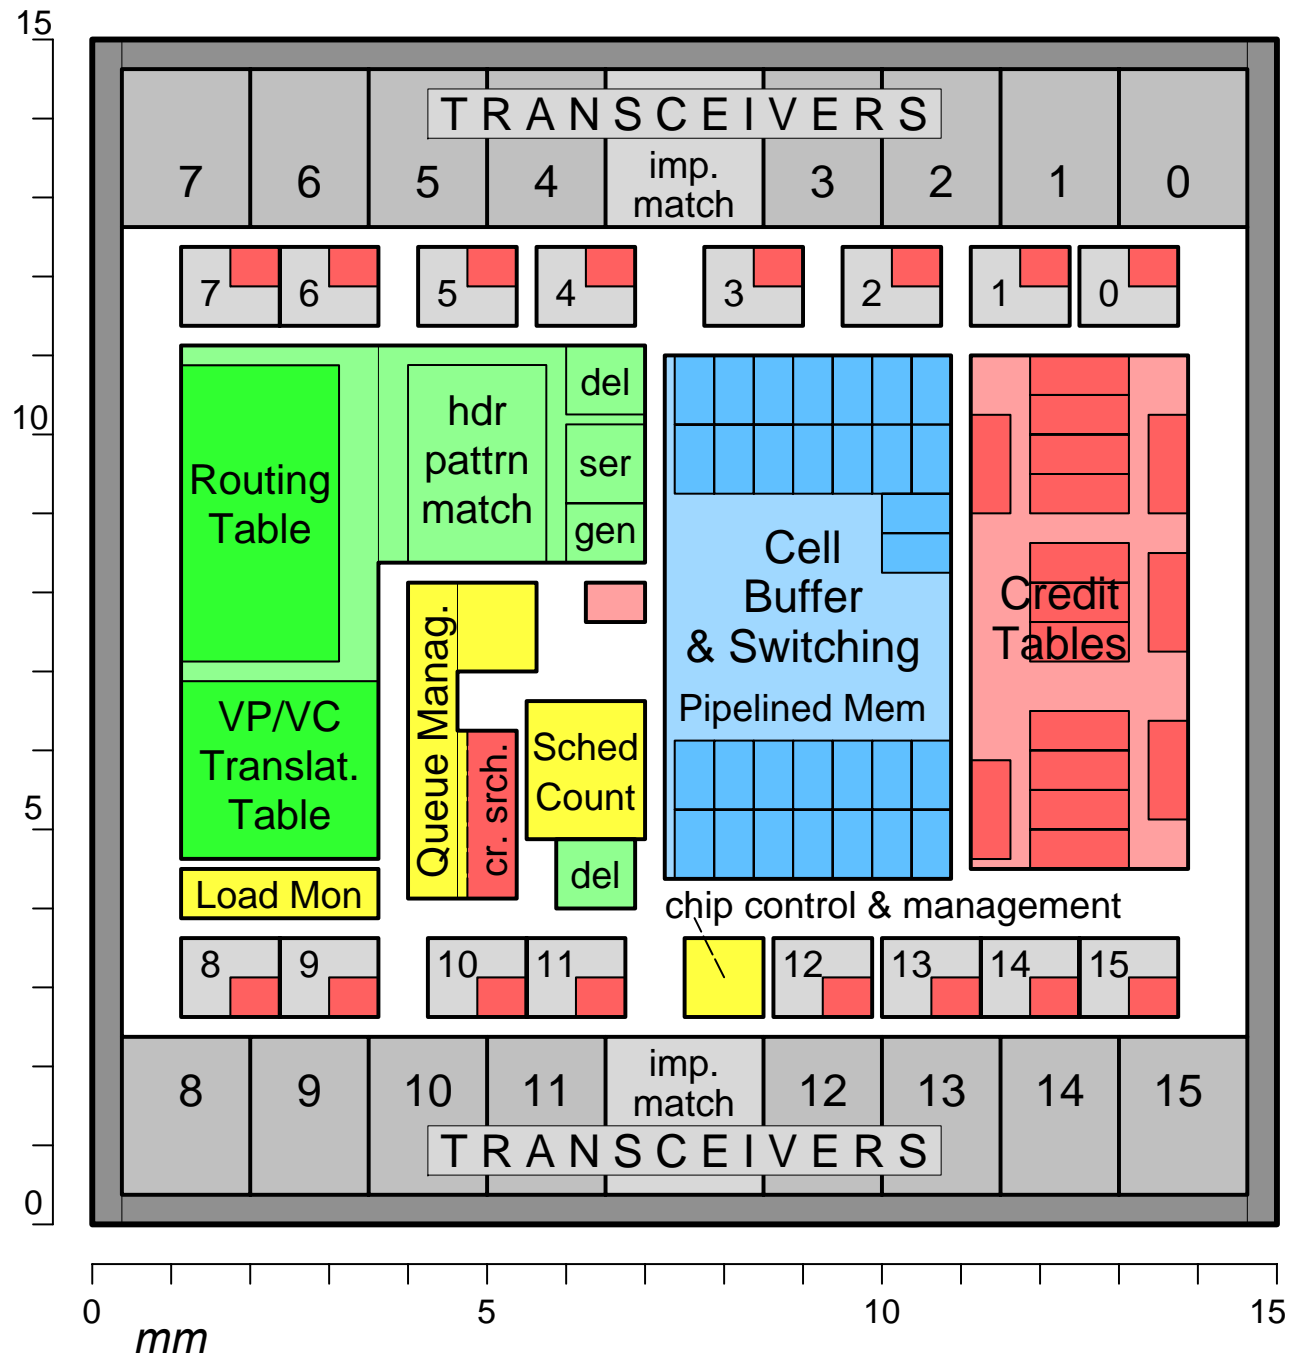 15
T R A N S C E I V E R S
7 6 5 4 imp. match 3 2 1 0
7 6 5 4 3 2 1 0
10
5
0
Routing
Table
hdr
pattrn
match
del
ser
gen
VP/VC
Translat.
Table
Load Mon
Queue Manag.
cr. srch.
Sched
Count
del
Cell
Buffer
& Switching
Pipelined Mem
Credit
Tables
chip control & management
8 9 10 11 12 13 14 15
8 9 10 11 imp. match 12 13 14 15
T R A N S C E I V E R S
0 5 10 15
mm